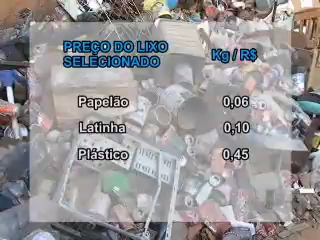 PREÇO DO LIXO Kg / R$
SELECIONADO
Papelão 0,06
Latinha 0,10
Plástico 0,45